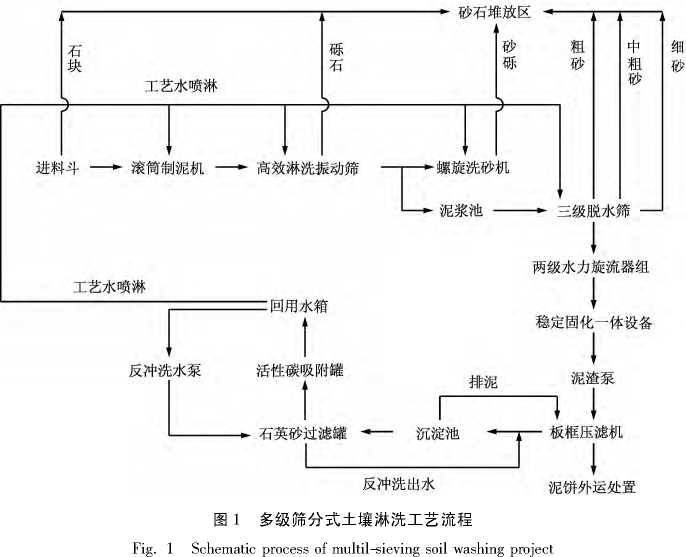 砂石堆放区
石块
砾石
砂砾
粗砂
中粗砂
细砂
工艺水喷淋
进料斗
滚筒制泥机
高效淋洗振动筛
螺旋洗砂机
泥浆池
三级脱水筛
两级水力旋流器组
工艺水喷淋
回用水箱
稳定固化一体设备
反冲洗水泵
活性碳吸附罐
泥渣泵
排泥
石英砂过滤罐
沉淀池
板框压滤机
反冲洗出水
泥饼外运处置
图1 多级筛分式土壤淋洗工艺流程
Fig. 1 Schematic process of multil-sieving soil washing project